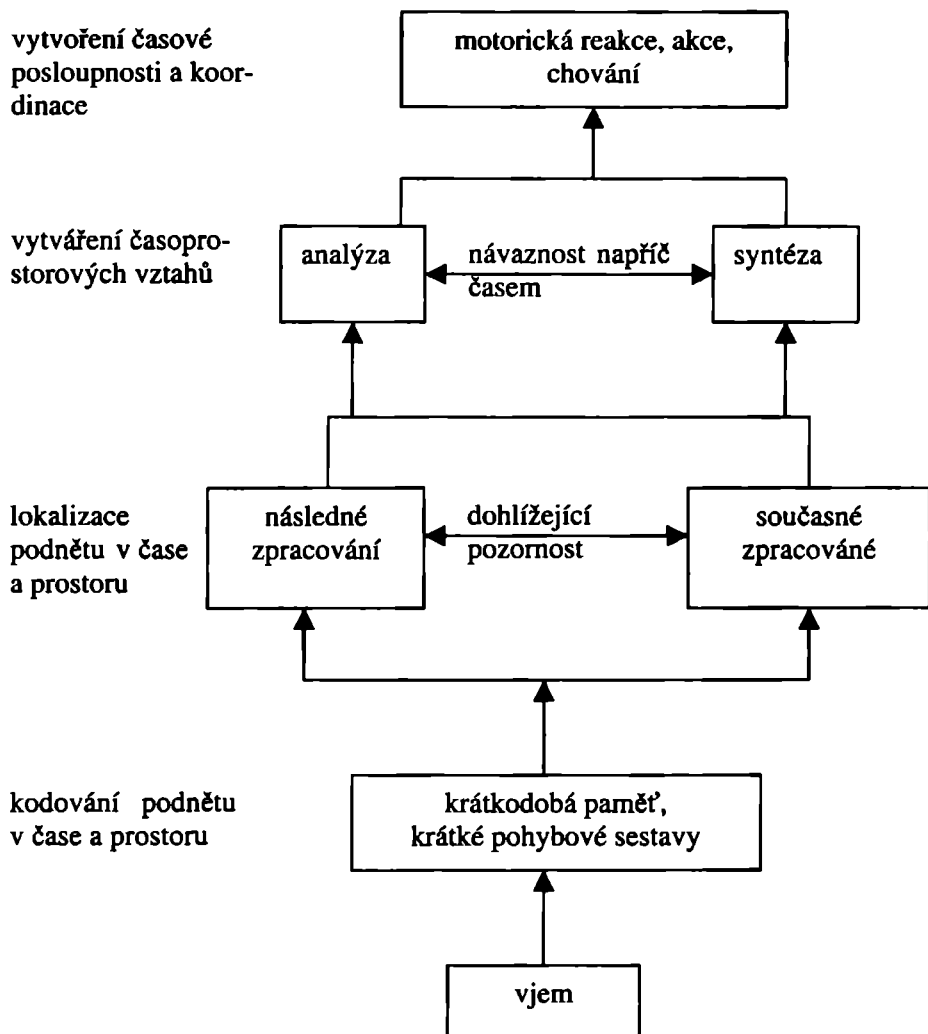 vytvoření časové
posloupnosti a koor-
dinace
motorická reakce, akce,
chování
vytváření časopro-
storových vztahů
analýza
návaznost napříč
časem
syntéza
lokalizace
podnětu v čase
a prostoru
následné
zpracování
dohlížející
pozornost
současné
zpracováné
kodování podnětu
v čase a prostoru
krátkodobá paměť,
krátké pohybové sestavy
vjem